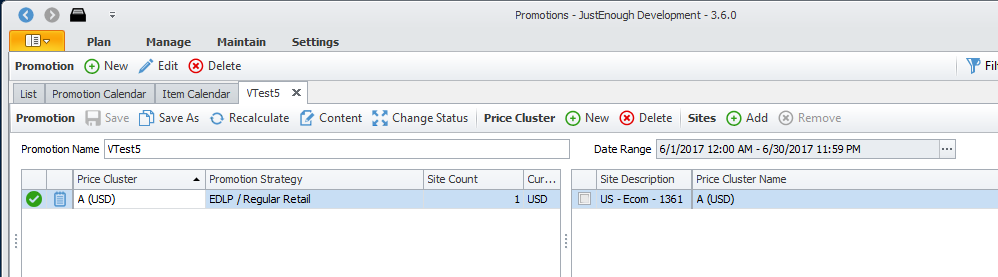 Promotions - JustEnough Development - 3.6.0
Plan Manage Maintain Settings
Promotion New Edit Delete
List Promotion Calendar Item Calendar VTest5
Promotion Save Save As Recalculate Content Change Status Price Cluster New Delete Sites Add Remove
Promotion Name VTest5 Date Range 6/1/2017 12:00 AM - 6/30/2017 11:59 PM ...
Price Cluster Promotion Strategy Site Count Cur... Site Description Price Cluster Name
A (USD) EDLP / Regular Retail 1 USD US - Ecom - 1361 A (USD)